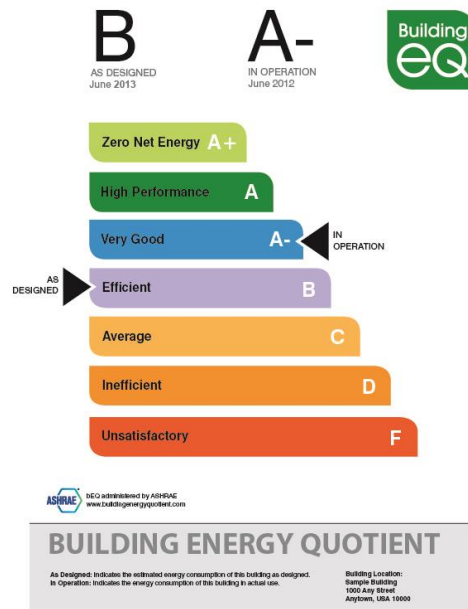 B
AS DESIGNED
June 2013
A-
IN OPERATION
June 2012
Building
eQ
Zero Net Energy A+
High Performance A
Very Good A-
IN
OPERATION
AS
DESIGNED
Efficient B
Average C
Inefficient D
Unsatisfactory F
ASHRAE
bEQ administered by ASHRAE
www.buildingenergyquotient.com
BUILDING ENERGY QUOTIENT
As Designed: Indicates the estimated energy consumption of this building as designed.
In Operation: Indicates the energy consumption of this building in actual use.
Building Location:
Sample Building
1000 Any Street
Anytown, USA 10000